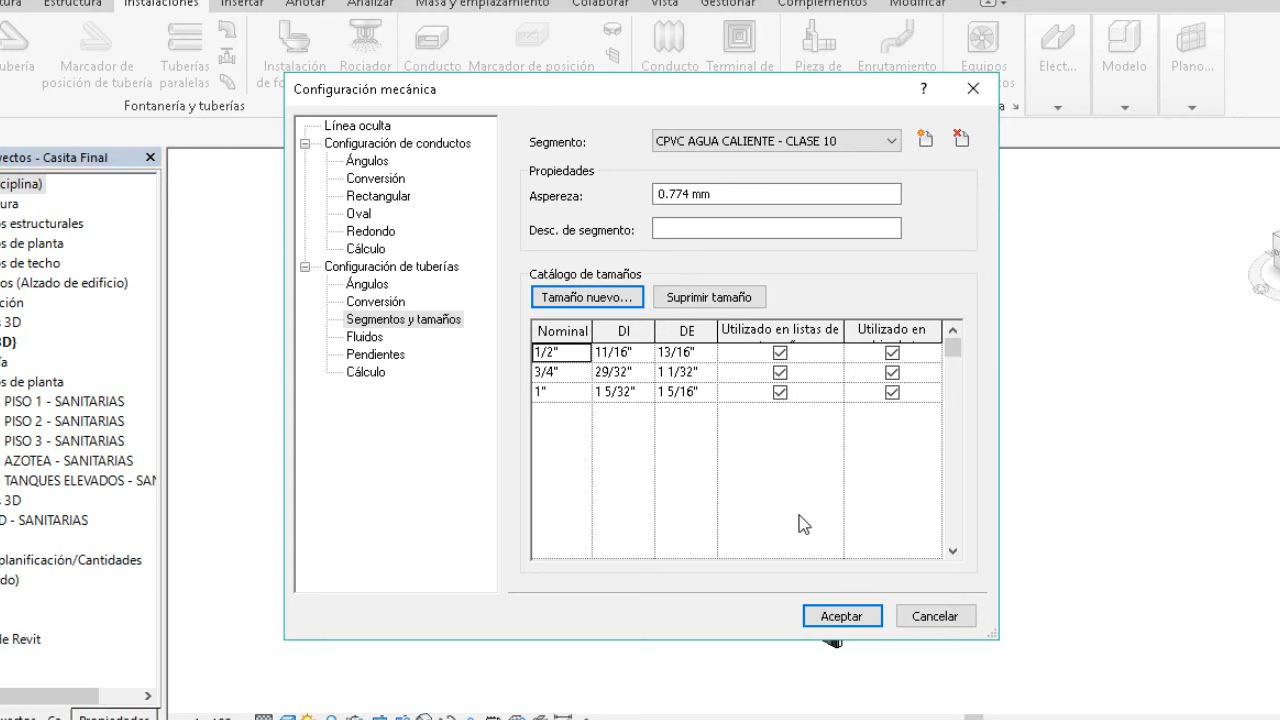 Estructura Instalaciones Insertar Anotar Analizar Masa y emplazamiento Colaborar Vista Gestionar Complementos Modificar
Marcador de Tuberías Instalación Rociador Conducto Marcador de posición Conducto Terminal de Pieza de Enrutamiento Equipos Elect... Modelo Plano...
posición de tubería paralelas
Fontanería y tuberías
Configuración mecánica
?
Línea oculta
Configuración de conductos
Ángulos
Conversión
Rectangular
Oval
Redondo
Cálculo
Configuración de tuberías
Ángulos
Conversión
Segmentos y tamaños
Fluidos
Pendientes
Cálculo
Segmento: CPVC AGUA CALIENTE - CLASE 10
Propiedades
Aspereza: 0.774 mm
Desc. de segmento:
Catálogo de tamaños
Tamaño nuevo... Suprimir tamaño
Nominal DI DE Utilizado en listas de Utilizado en
1/2" 11/16" 13/16"
3/4" 29/32" 1 1/32"
1" 1 5/32" 1 5/16"
Aceptar Cancelar
yectos - Casita Final
ciplina)
ura
os estructurales
os de planta
os de techo
os (Alzado de edificio)
ción
s 3D
3D}
ía
os de planta
PISO 1 - SANITARIAS
PISO 2 - SANITARIAS
PISO 3 - SANITARIAS
AZOTEA - SANITARIAS
TANQUES ELEVADOS - SAN
s 3D
D - SANITARIAS
planificación/Cantidades
do)
de Revit